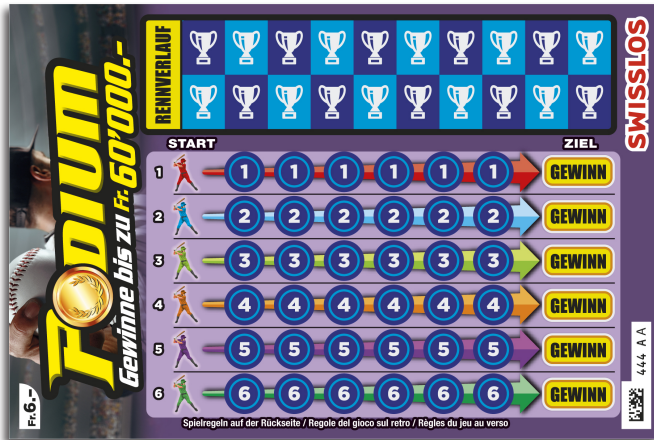 PODIUM
Gewinne bis zu Fr. 60'000.-
Fr. 6.–
RENNVERLAUF
SWISSLOS
START ZIEL
1 1 1 1 1 1 1 GEWINN
2 2 2 2 2 2 2 GEWINN
3 3 3 3 3 3 3 GEWINN
4 4 4 4 4 4 4 GEWINN
5 5 5 5 5 5 5 GEWINN
6 6 6 6 6 6 6 GEWINN
444 A A
Spielregeln auf der Rückseite / Regole del gioco sul retro / Règles du jeu au verso